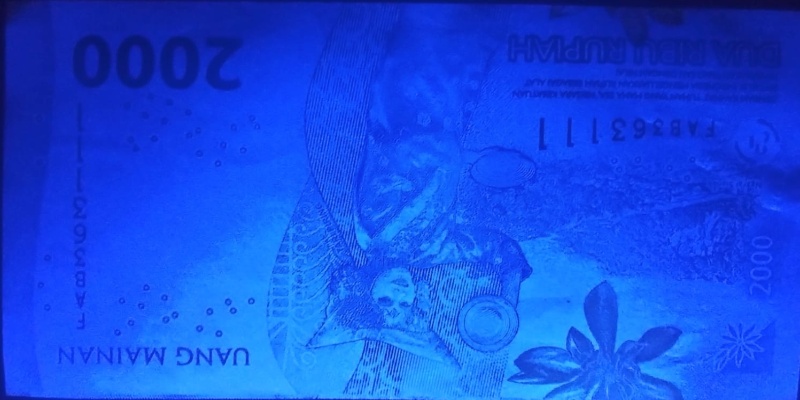 UANG MAINAN
2000
FAB363111
FAB363111
DUA RIBU RUPIAH
2000